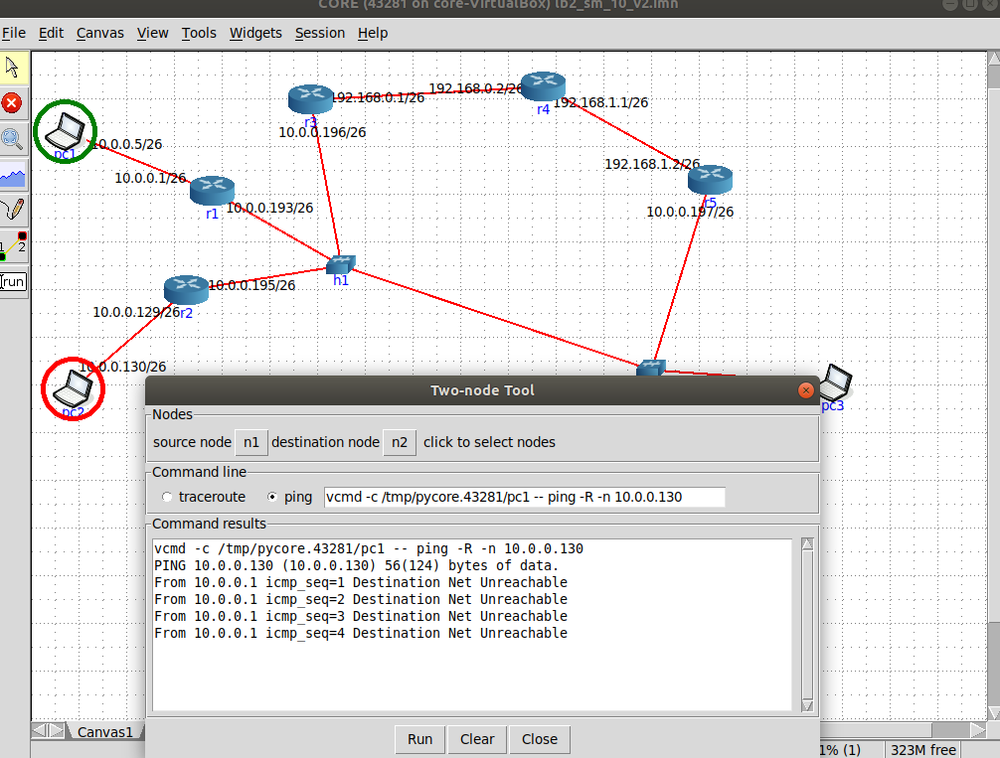 CORE (43281 on core-VirtualBox) lb2_sm_10_v2.imn
File Edit Canvas View Tools Widgets Session Help
192.168.0.2/26
r4
192.168.0.1/26
192.168.1.1/26
r3
10.0.0.196/26
10.0.0.5/26
pc1
192.168.1.2/26
10.0.0.1/26
r5
10.0.0.193/26
r1
10.0.0.197/26
1 2
run
h1
10.0.0.195/26
10.0.0.129/26
r2
10.0.0.130/26
pc2
pc3
Two-node Tool
Nodes
source node n1 destination node n2 click to select nodes
Command line
traceroute ping vcmd -c /tmp/pycore.43281/pc1 -- ping -R -n 10.0.0.130
Command results
vcmd -c /tmp/pycore.43281/pc1 -- ping -R -n 10.0.0.130
PING 10.0.0.130 (10.0.0.130) 56(124) bytes of data.
From 10.0.0.1 icmp_seq=1 Destination Net Unreachable
From 10.0.0.1 icmp_seq=2 Destination Net Unreachable
From 10.0.0.1 icmp_seq=3 Destination Net Unreachable
From 10.0.0.1 icmp_seq=4 Destination Net Unreachable
Canvas1
Run Clear Close
1% (1) 323M free